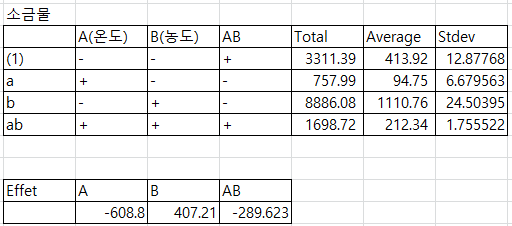 소금물
A(온도) B(농도) AB Total Average Stdev
(1) - - + 3311.39 413.92 12.87768
a + - - 757.99 94.75 6.679563
b - + - 8886.08 1110.76 24.50395
ab + + + 1698.72 212.34 1.755522
Effet A B AB
-608.8 407.21 -289.623